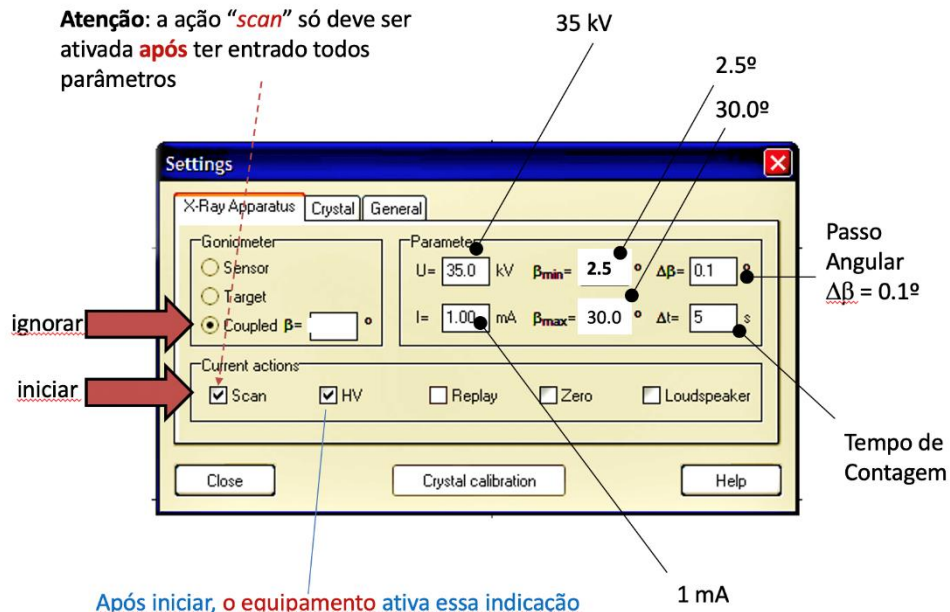 Atenção: a ação “scan” só deve ser
ativada após ter entrado todos
parâmetros
35 kV
2.5º
30.0º
Settings
X-Ray Apparatus Crystal General
Goniometer
Sensor
Target
Coupled β= °
Parameter
U= 35.0 kV βmin= 2.5 ° Δβ= 0.1 °
I= 1.00 mA βmax= 30.0 ° Δt= 5 s
Passo
Angular
Δβ = 0.1º
ignorar
iniciar
Current actions
Scan HV Replay Zero Loudspeaker
Tempo de
Contagem
Close Crystal calibration Help
Após iniciar, o equipamento ativa essa indicação
1 mA